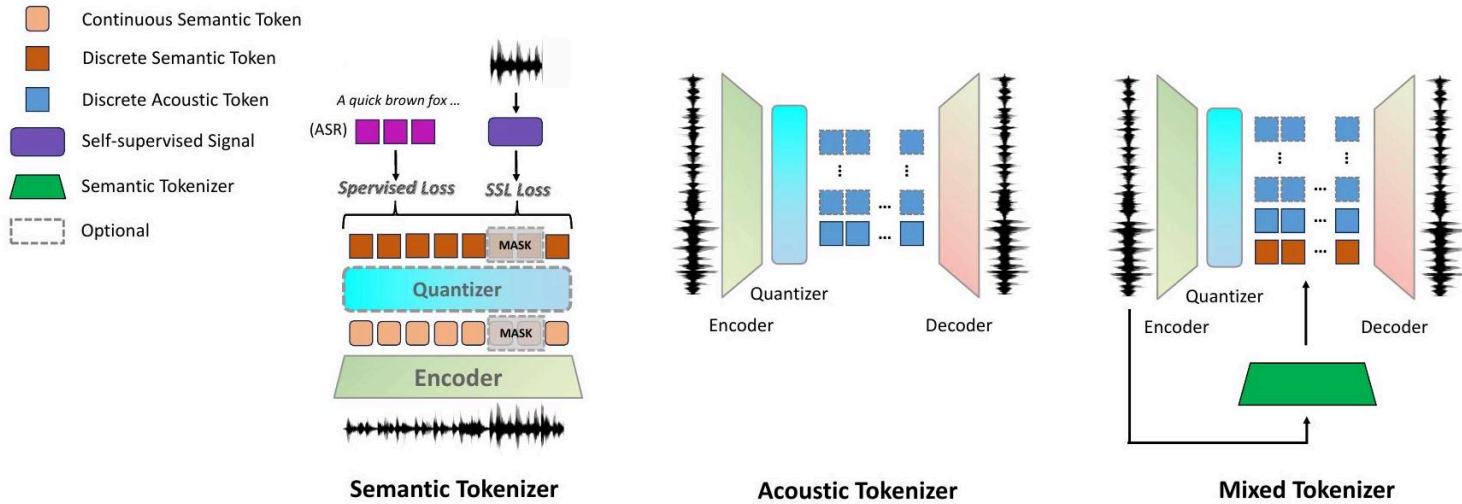 Continuous Semantic Token
Discrete Semantic Token
Discrete Acoustic Token
Self-supervised Signal
Semantic Tokenizer
Optional
A quick brown fox ...
(ASR)
Spervised Loss
SSL Loss
MASK
Quantizer
MASK
Encoder
Semantic Tokenizer
...
...
...
...
Quantizer
Encoder
Decoder
Acoustic Tokenizer
...
...
...
...
...
Quantizer
Encoder
Decoder
Mixed Tokenizer